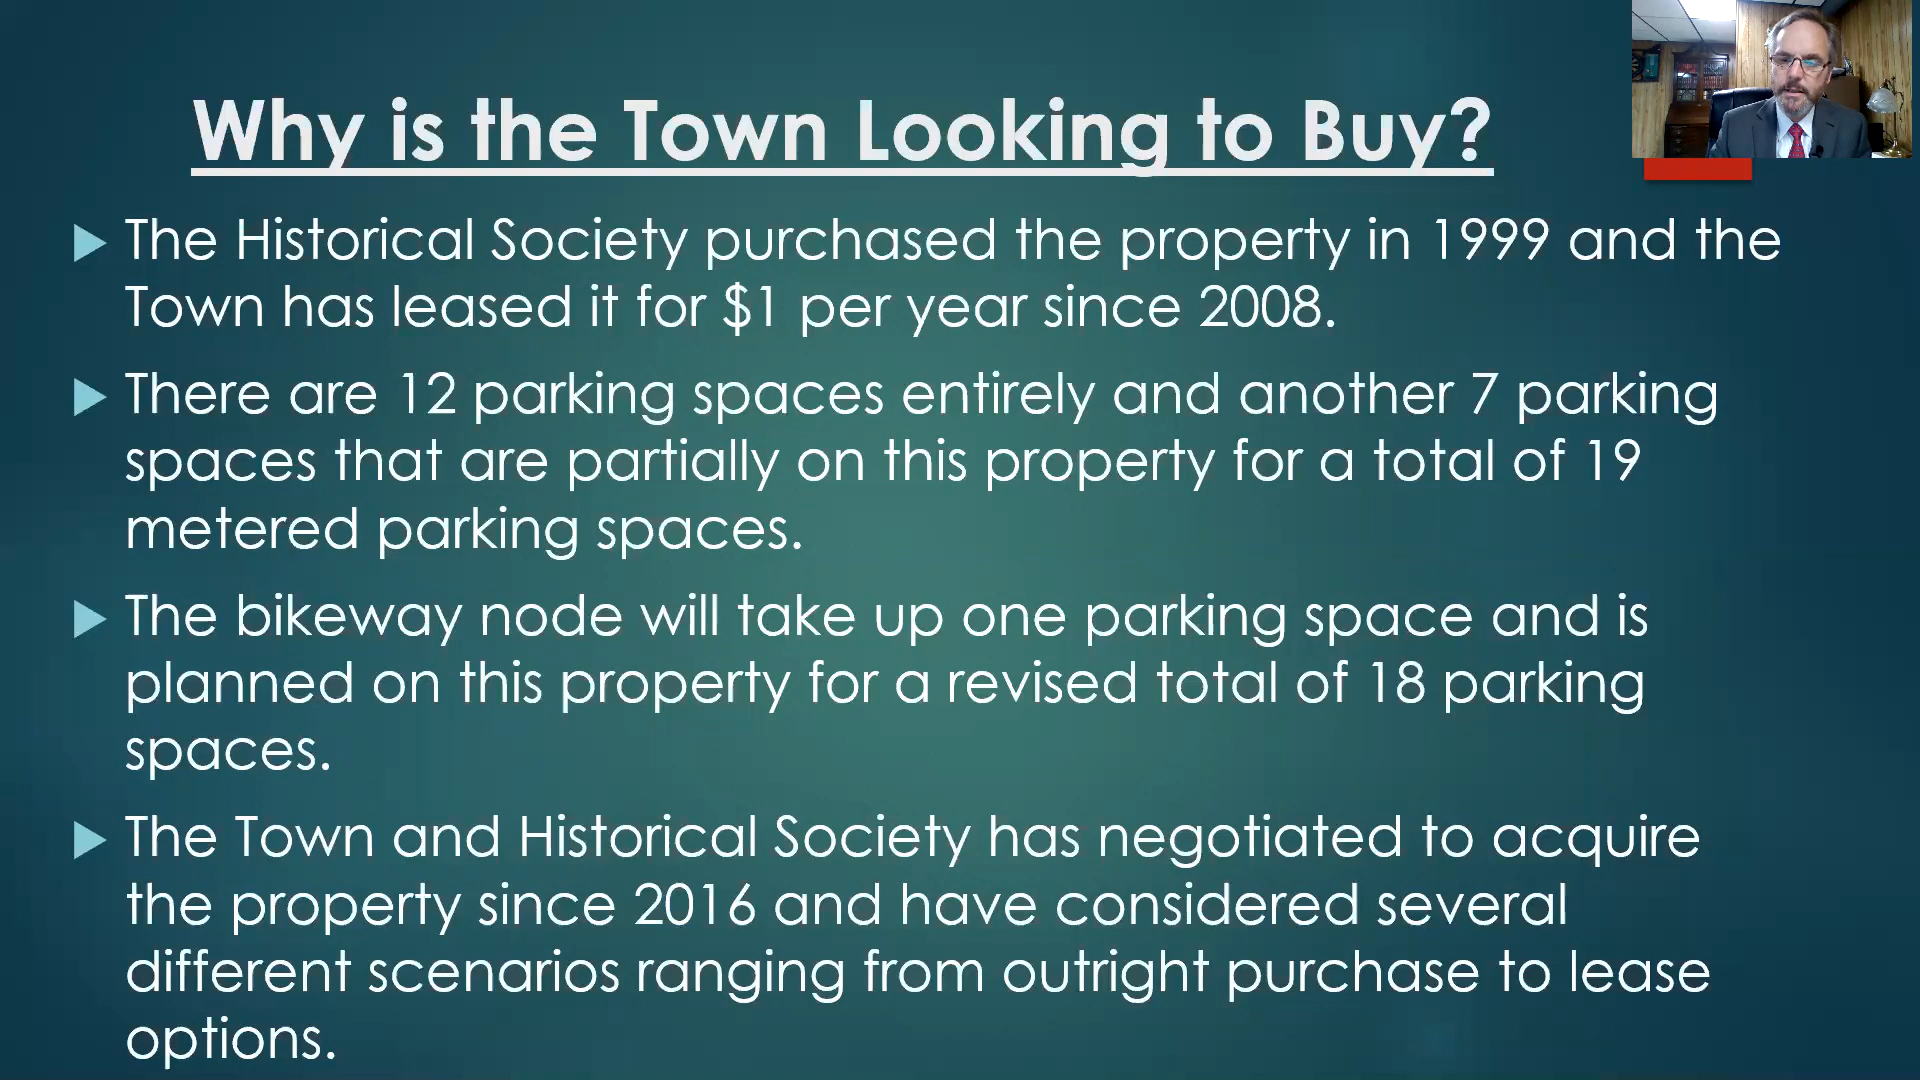 Why is the Town Looking to Buy?
The Historical Society purchased the property in 1999 and the
Town has leased it for $1 per year since 2008.
There are 12 parking spaces entirely and another 7 parking
spaces that are partially on this property for a total of 19
metered parking spaces.
The bikeway node will take up one parking space and is
planned on this property for a revised total of 18 parking
spaces.
The Town and Historical Society has negotiated to acquire
the property since 2016 and have considered several
different scenarios ranging from outright purchase to lease
options.